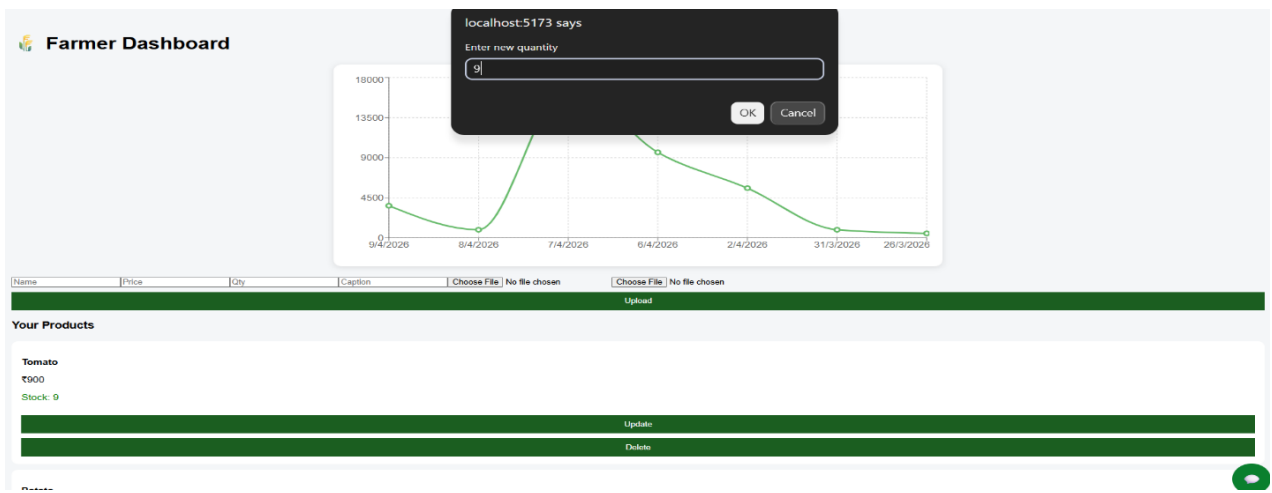 localhost:5173 says
Enter new quantity
9
OK Cancel
Farmer Dashboard
18000
13500
9000
4500
0
9/4/2026 8/4/2026 7/4/2026 6/4/2026 2/4/2026 31/3/2026 26/3/2026
Name Price Qty Caption Choose File No file chosen Choose File No file chosen
Upload
Your Products
Tomato
₹900
Stock: 9
Update
Delete